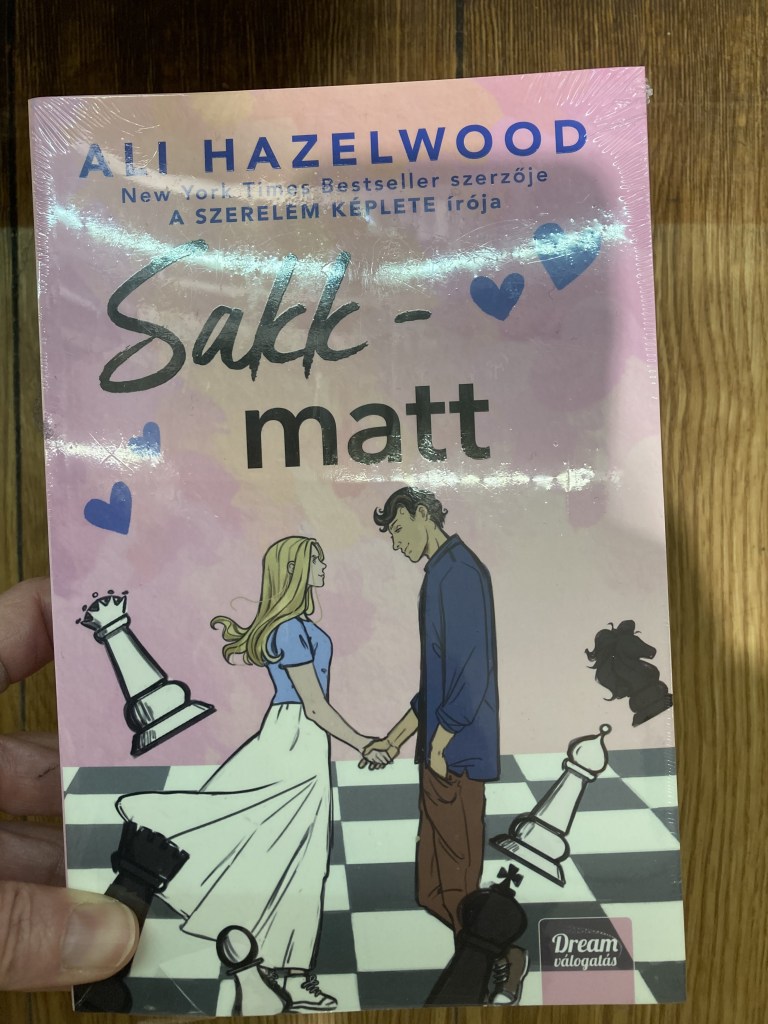 ALI HAZELWOOD
New York Times Bestseller szerzője
A SZERELEM KÉPLETE írója
Sakk -
matt
Dream
válogatás